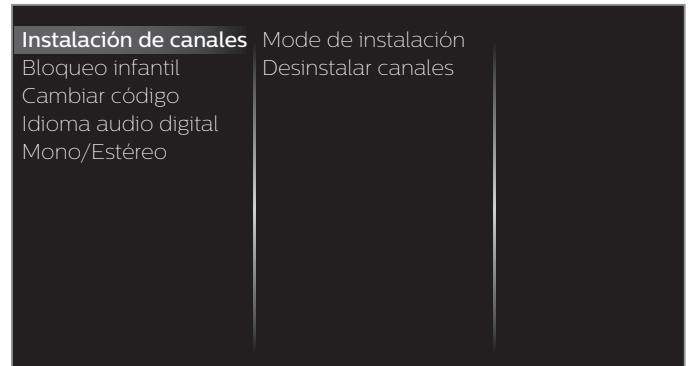 Instalación de canales
Bloqueo infantil
Cambiar código
Idioma audio digital
Mono/Estéreo
Mode de instalación
Desinstalar canales